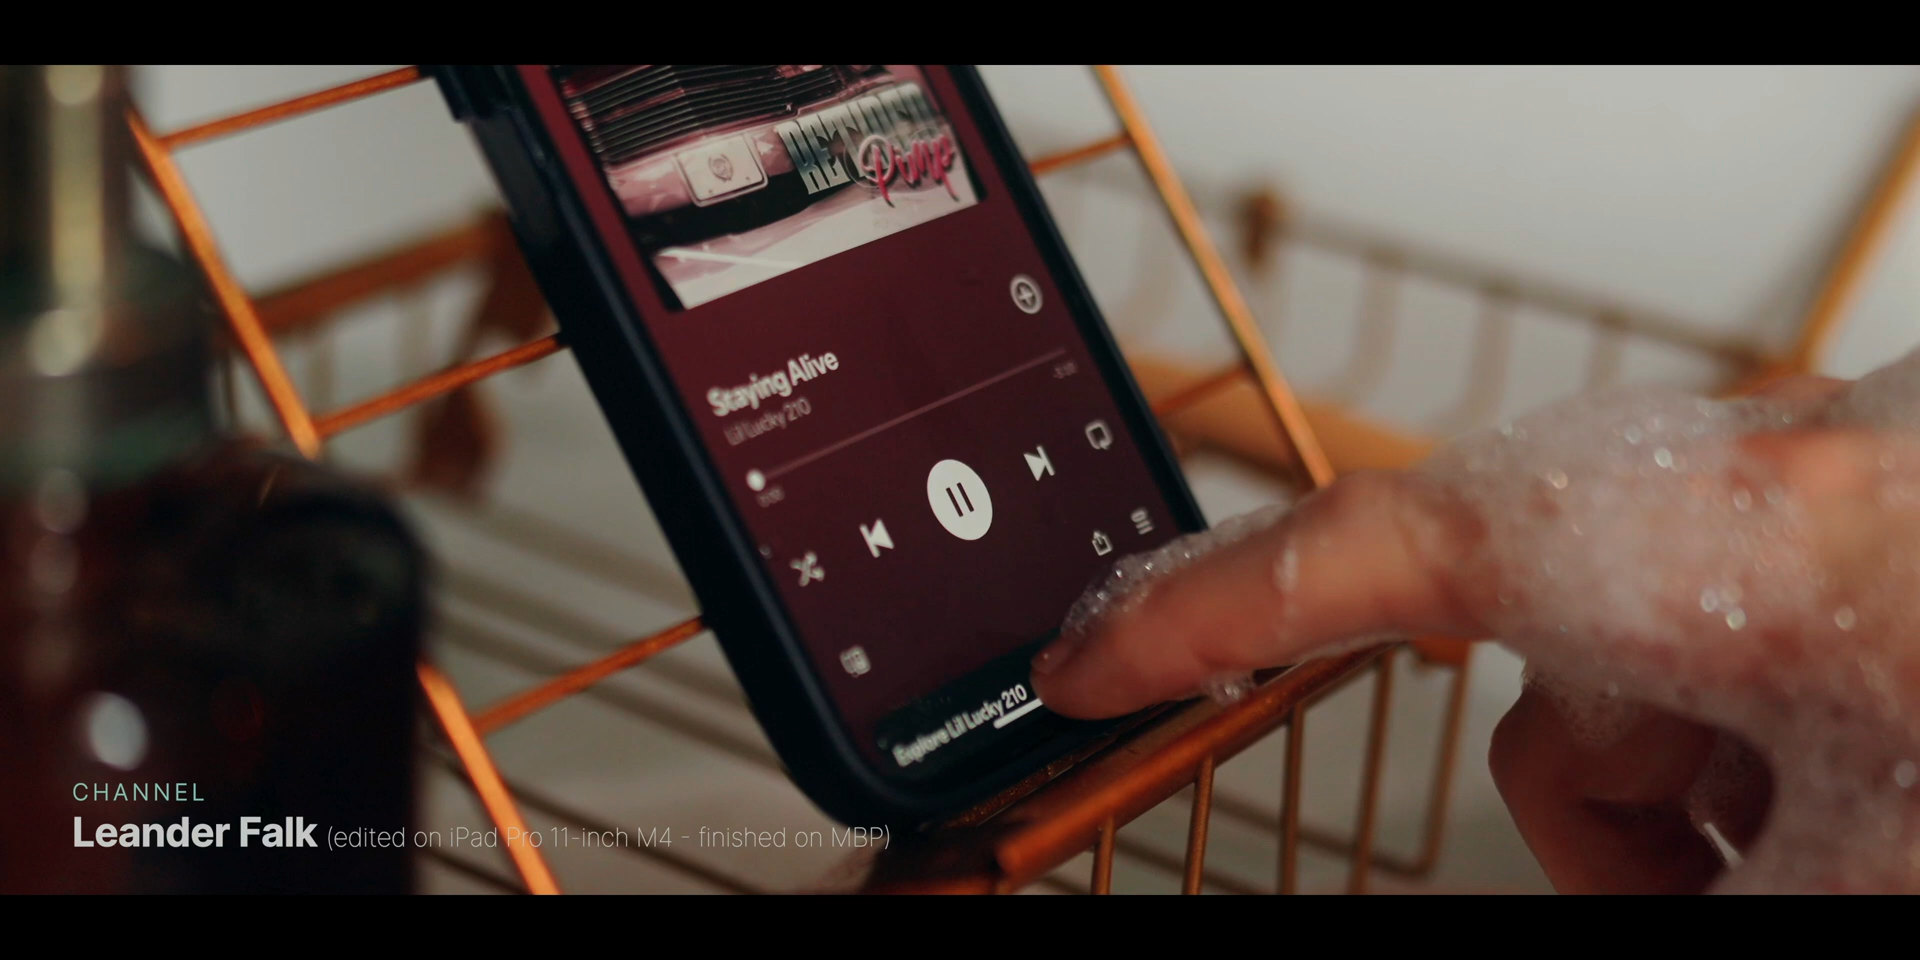 RETIRED
Pimp
Staying Alive
Lil Lucky 210
Explore Lil Lucky 210
CHANNEL
Leander Falk (edited on iPad Pro 11-inch M4 - finished on MBP)